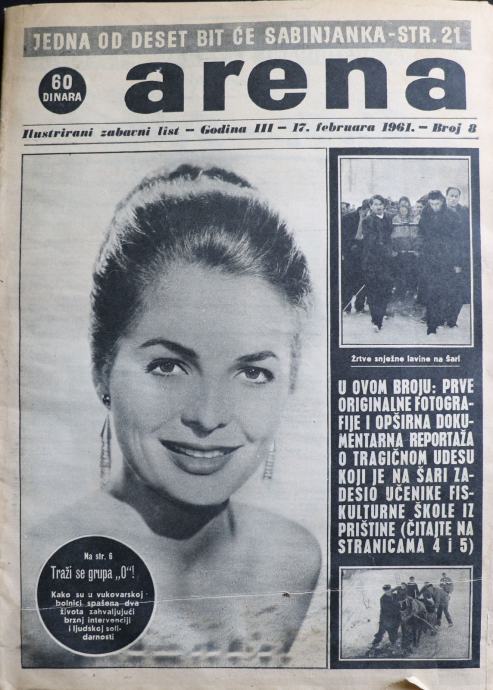 JEDNA OD DESET BIT ĆE SABINJANKA-STR. 21
60
DINARA
arena
Ilustrirani zabavni list — Godina III — 17. februara 1961. — Broj 8
Žrtve snježne lavine na Šari
U OVOM BROJU: PRVE
ORIGINALNE FOTOGRA-
FIJE I OPŠIRNA DOKU-
MENTARNA REPORTAŽA
O TRAGIČNOM UDESU
KOJI JE NA ŠARI ZA-
DESIO UČENIKE FIS-
KULTURNE ŠKOLE IZ
PRIŠTINE (ČITAJTE NA
STRANICAMA 4 I 5)
Na str. 6
Traži se grupa „O"!
Kako su u vukovarskoj
bolnici spašena dva
života zahvaljujući
brznoj intervenciji
i ljudskoj soli-
darnosti